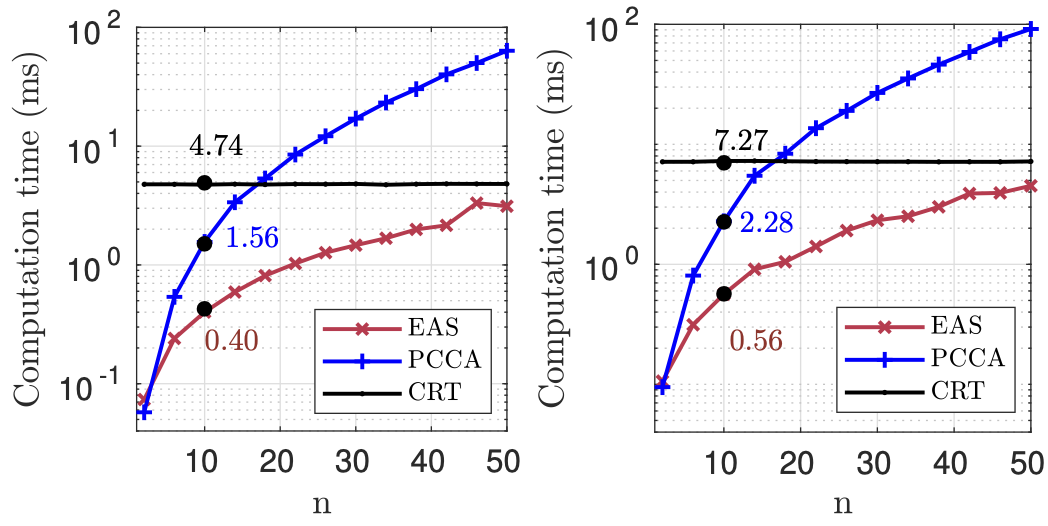 10^2
10^1
10^0
10^-1
Computation time (ms)
4.74
1.56
0.40
EAS
PCCA
CRT
10 20 30 40 50
n
10^2
10^0
Computation time (ms)
7.27
2.28
0.56
EAS
PCCA
CRT
10 20 30 40 50
n